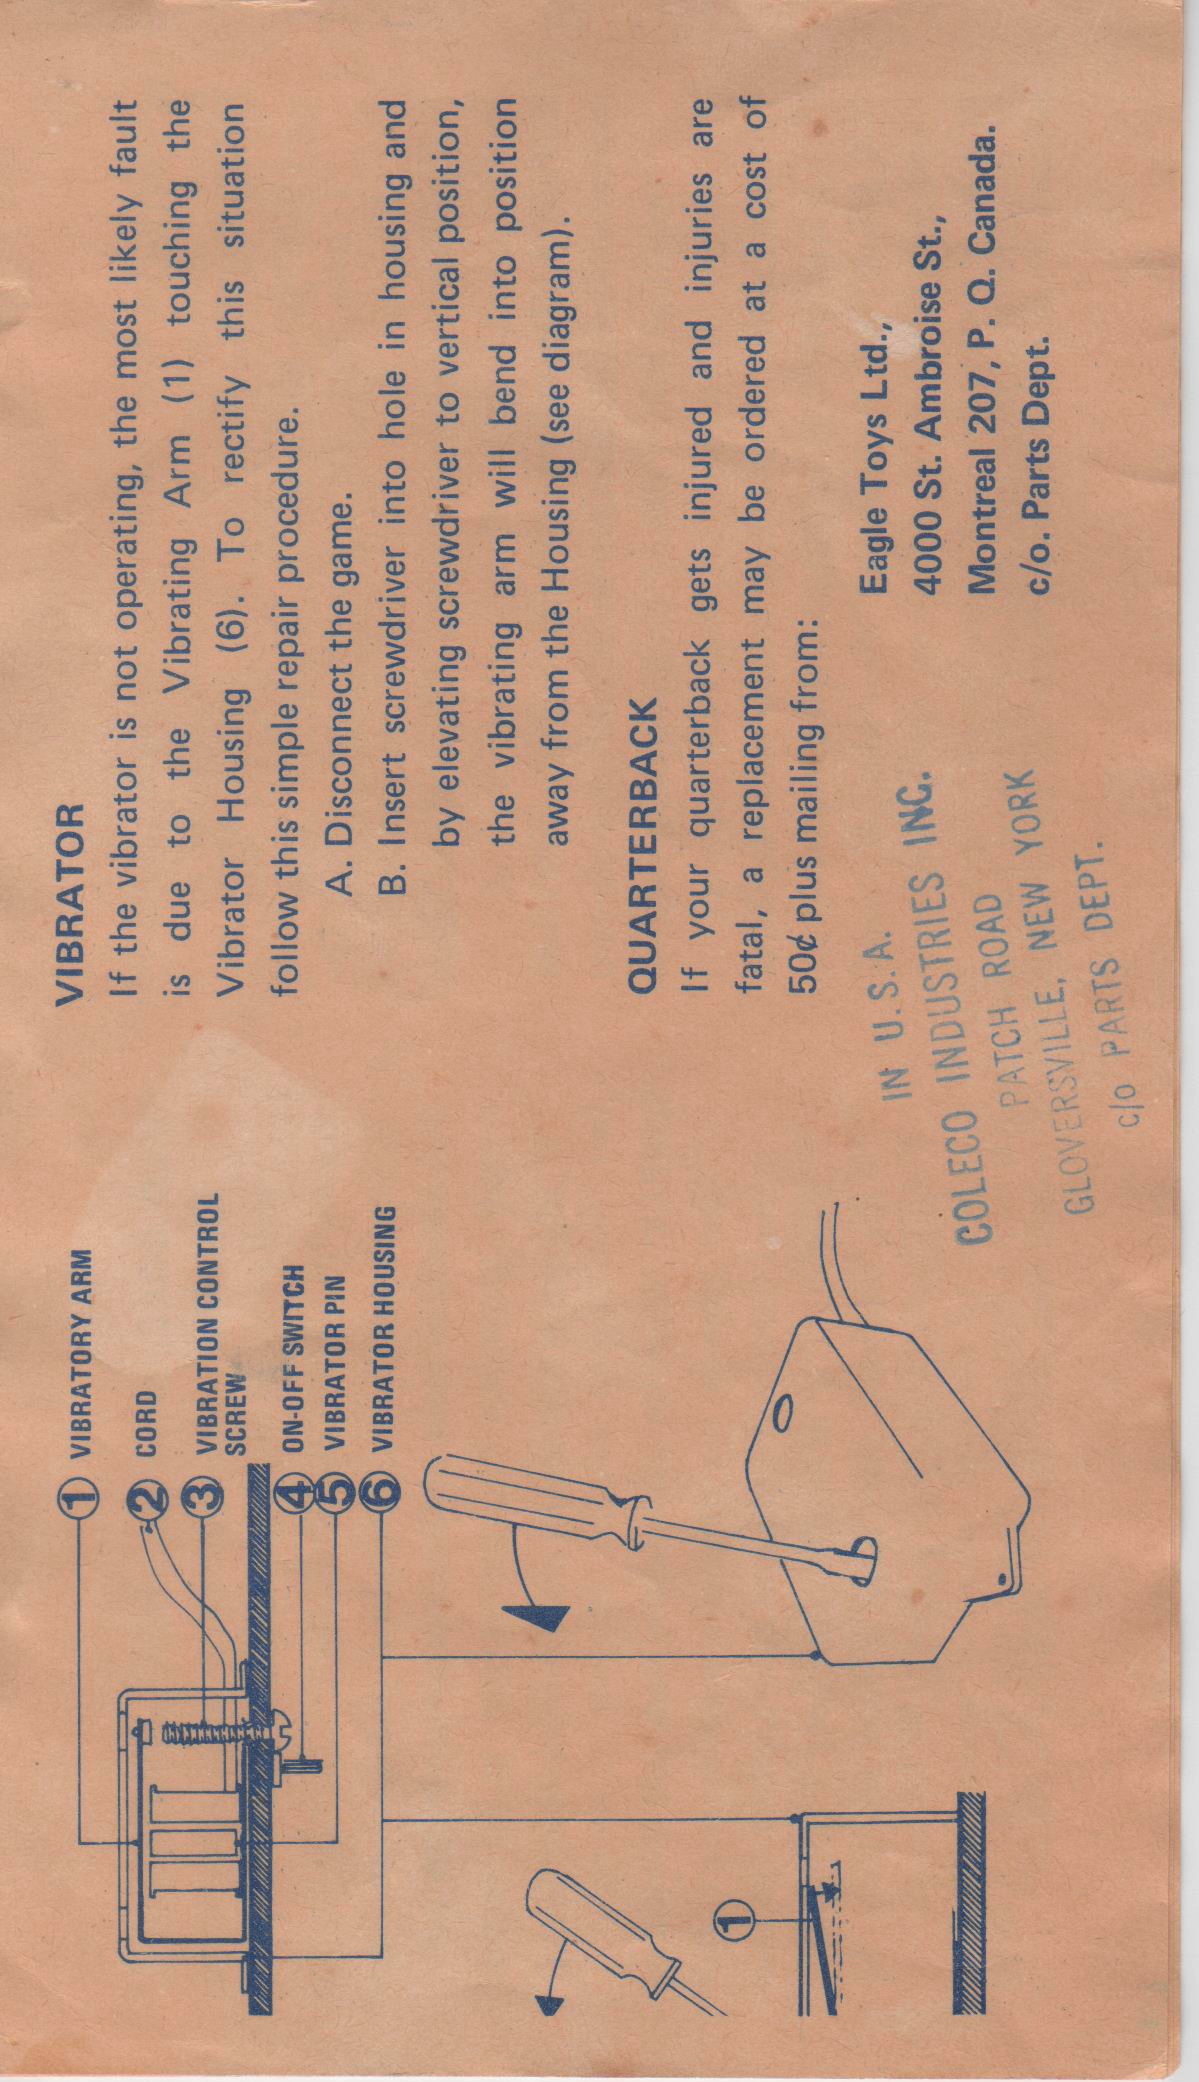 ① VIBRATORY ARM
② CORD
③ VIBRATION CONTROL
SCREW
④ ON-OFF SWITCH
⑤ VIBRATOR PIN
⑥ VIBRATOR HOUSING
①
VIBRATOR
If the vibrator is not operating, the most likely fault
is due to the Vibrating Arm (1) touching the
Vibrator Housing (6). To rectify this situation
follow this simple repair procedure.
A. Disconnect the game.
B. Insert screwdriver into hole in housing and
by elevating screwdriver to vertical position,
the vibrating arm will bend into position
away from the Housing (see diagram).
QUARTERBACK
If your quarterback gets injured and injuries are
fatal, a replacement may be ordered at a cost of
50¢ plus mailing from:
Eagle Toys Ltd.,
4000 St. Ambroise St.,
Montreal 207, P. Q. Canada.
c/o. Parts Dept.
IN U.S.A.
COLECO INDUSTRIES INC.
PATCH ROAD
GLOVERSVILLE, NEW YORK
c/o PARTS DEPT.